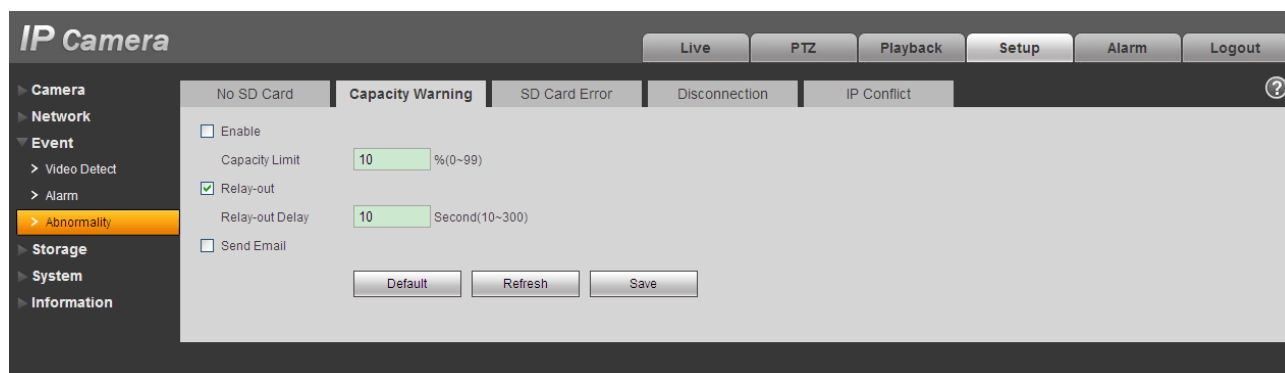 IP Camera
Live PTZ Playback Setup Alarm Logout
Camera
Network
Event
> Video Detect
> Alarm
> Abnormality
Storage
System
Information
No SD Card Capacity Warning SD Card Error Disconnection IP Conflict
?
Enable
Capacity Limit 10 %(0~99)
Relay-out
Relay-out Delay 10 Second(10~300)
Send Email
Default Refresh Save